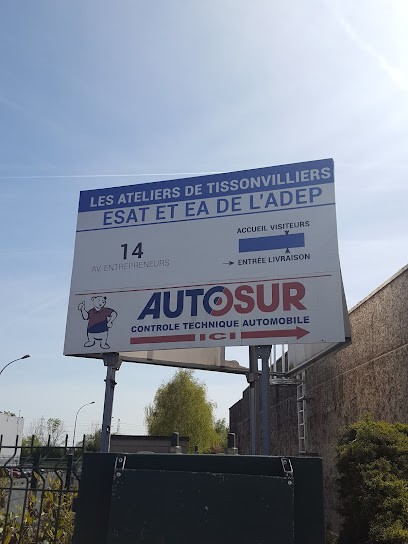 LES ATELIERS DE TISSONVILLIERS
ESAT ET EA DE L'ADEP
14
AV ENTREPRENEURS
ACCUEIL VISITEURS
ENTRÉE LIVRAISON
AUTOSUR
CONTROLE TECHNIQUE AUTOMOBILE
ICI